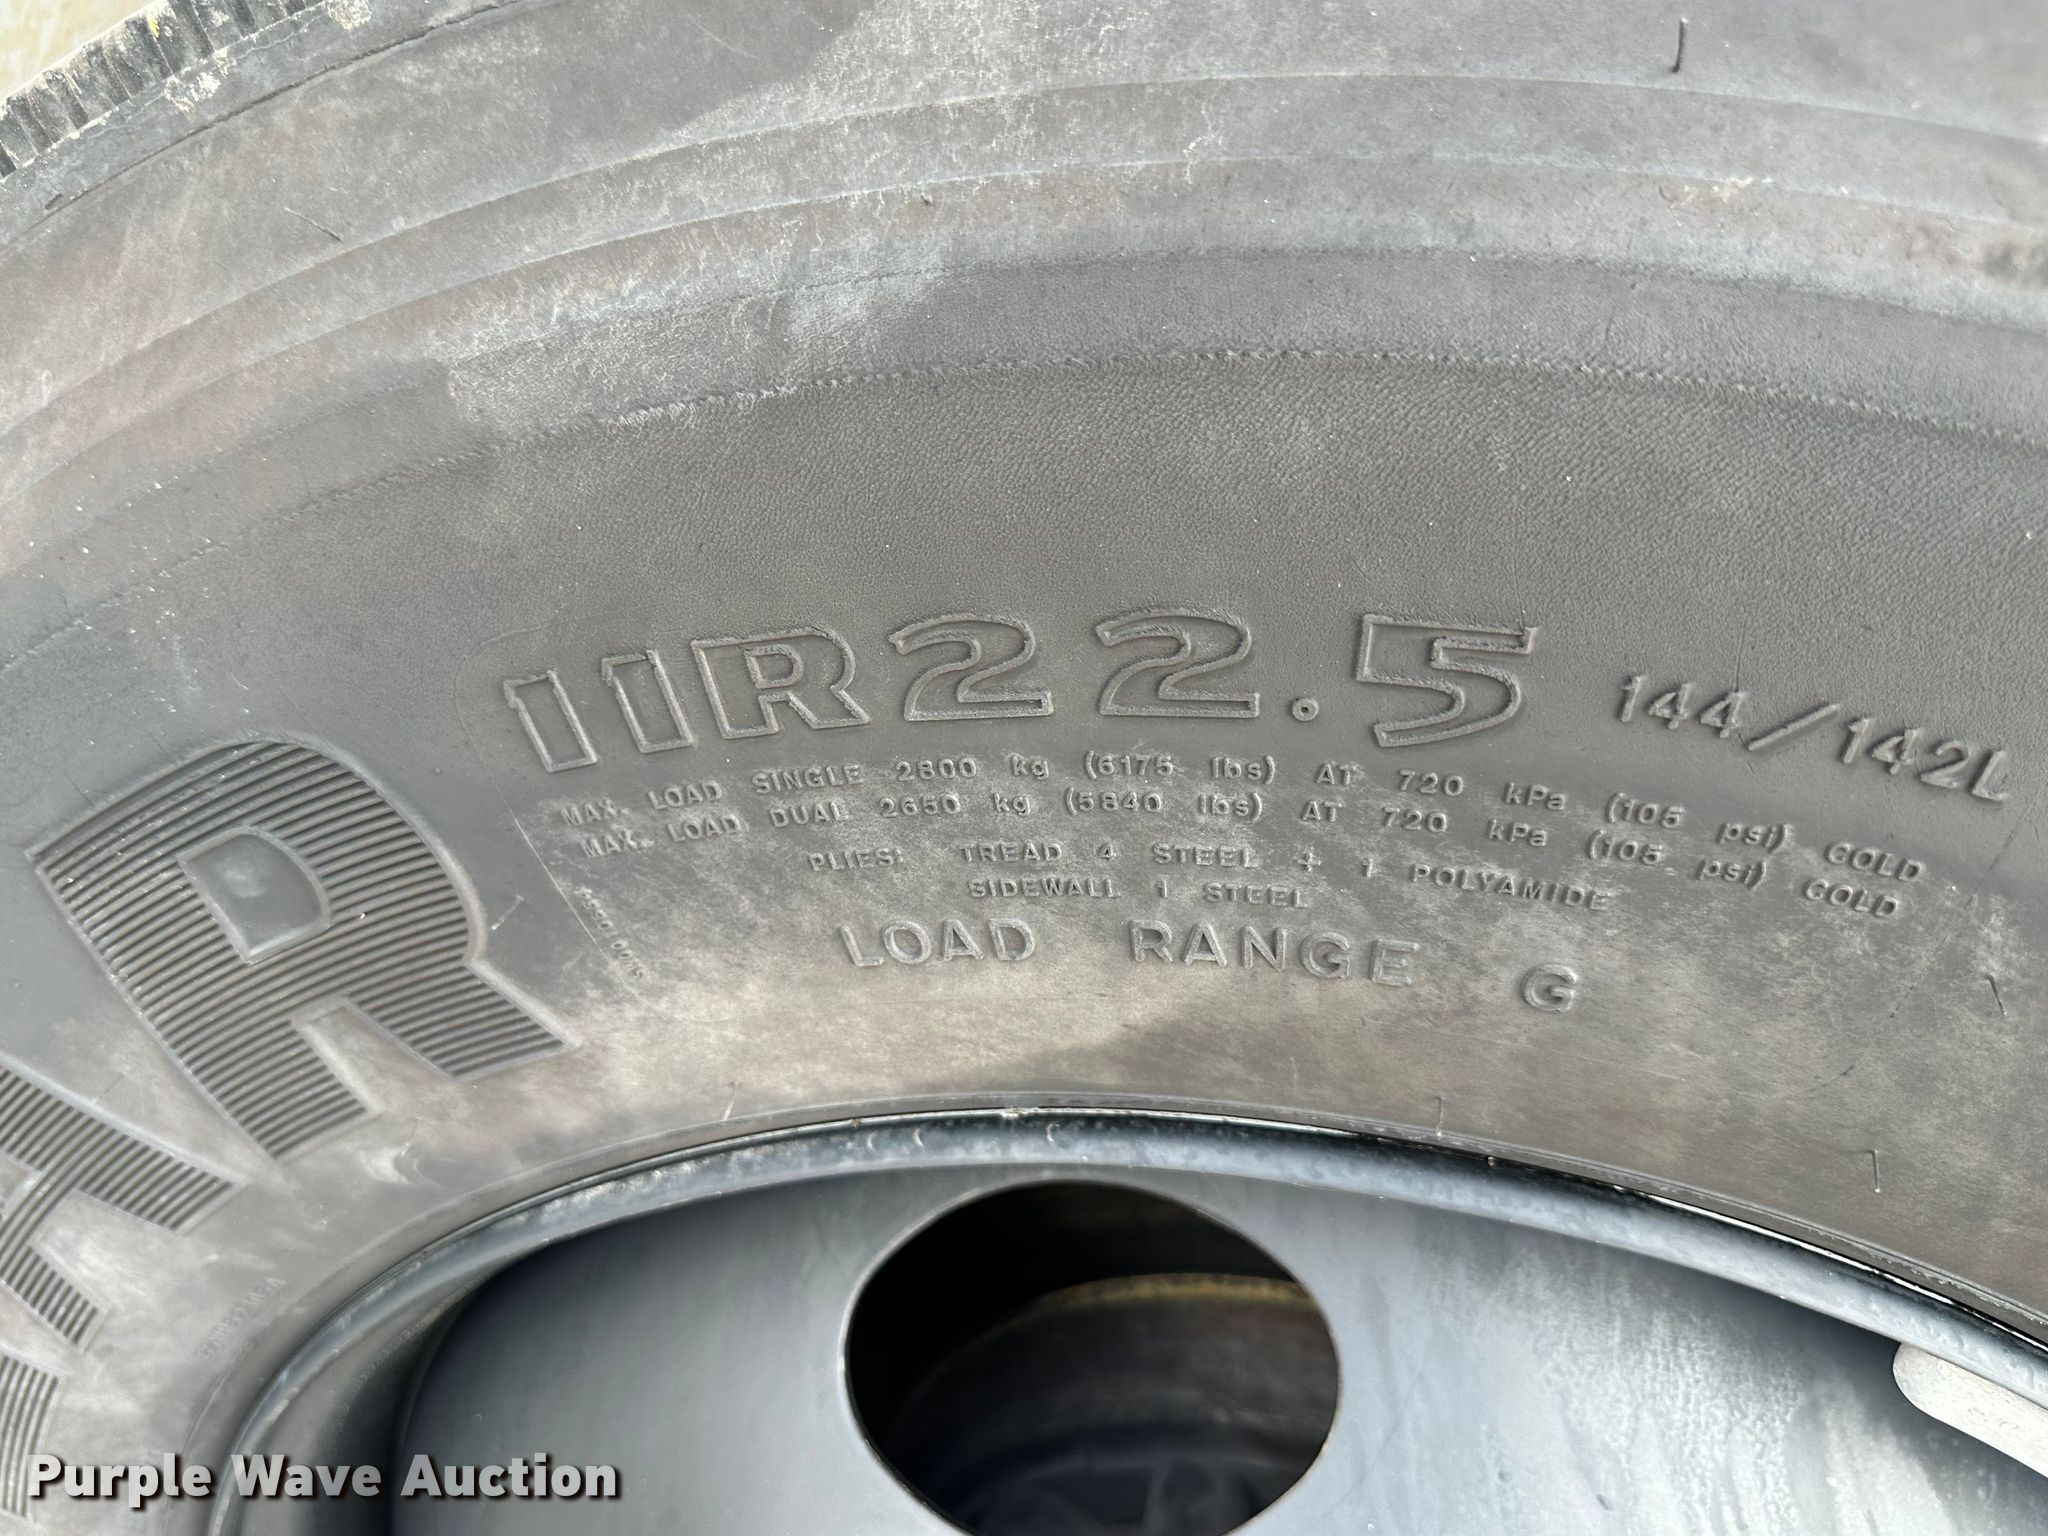 11R22.5 144/142L
MAX. LOAD SINGLE 2800 kg (6175 lbs) AT 720 kPa (105 psi) COLD
MAX. LOAD DUAL 2650 kg (5840 lbs) AT 720 kPa (105 psi) COLD
PLIES: TREAD 4 STEEL + 1 POLYAMIDE
SIDEWALL 1 STEEL
LOAD RANGE G
AR
Purple Wave Auction